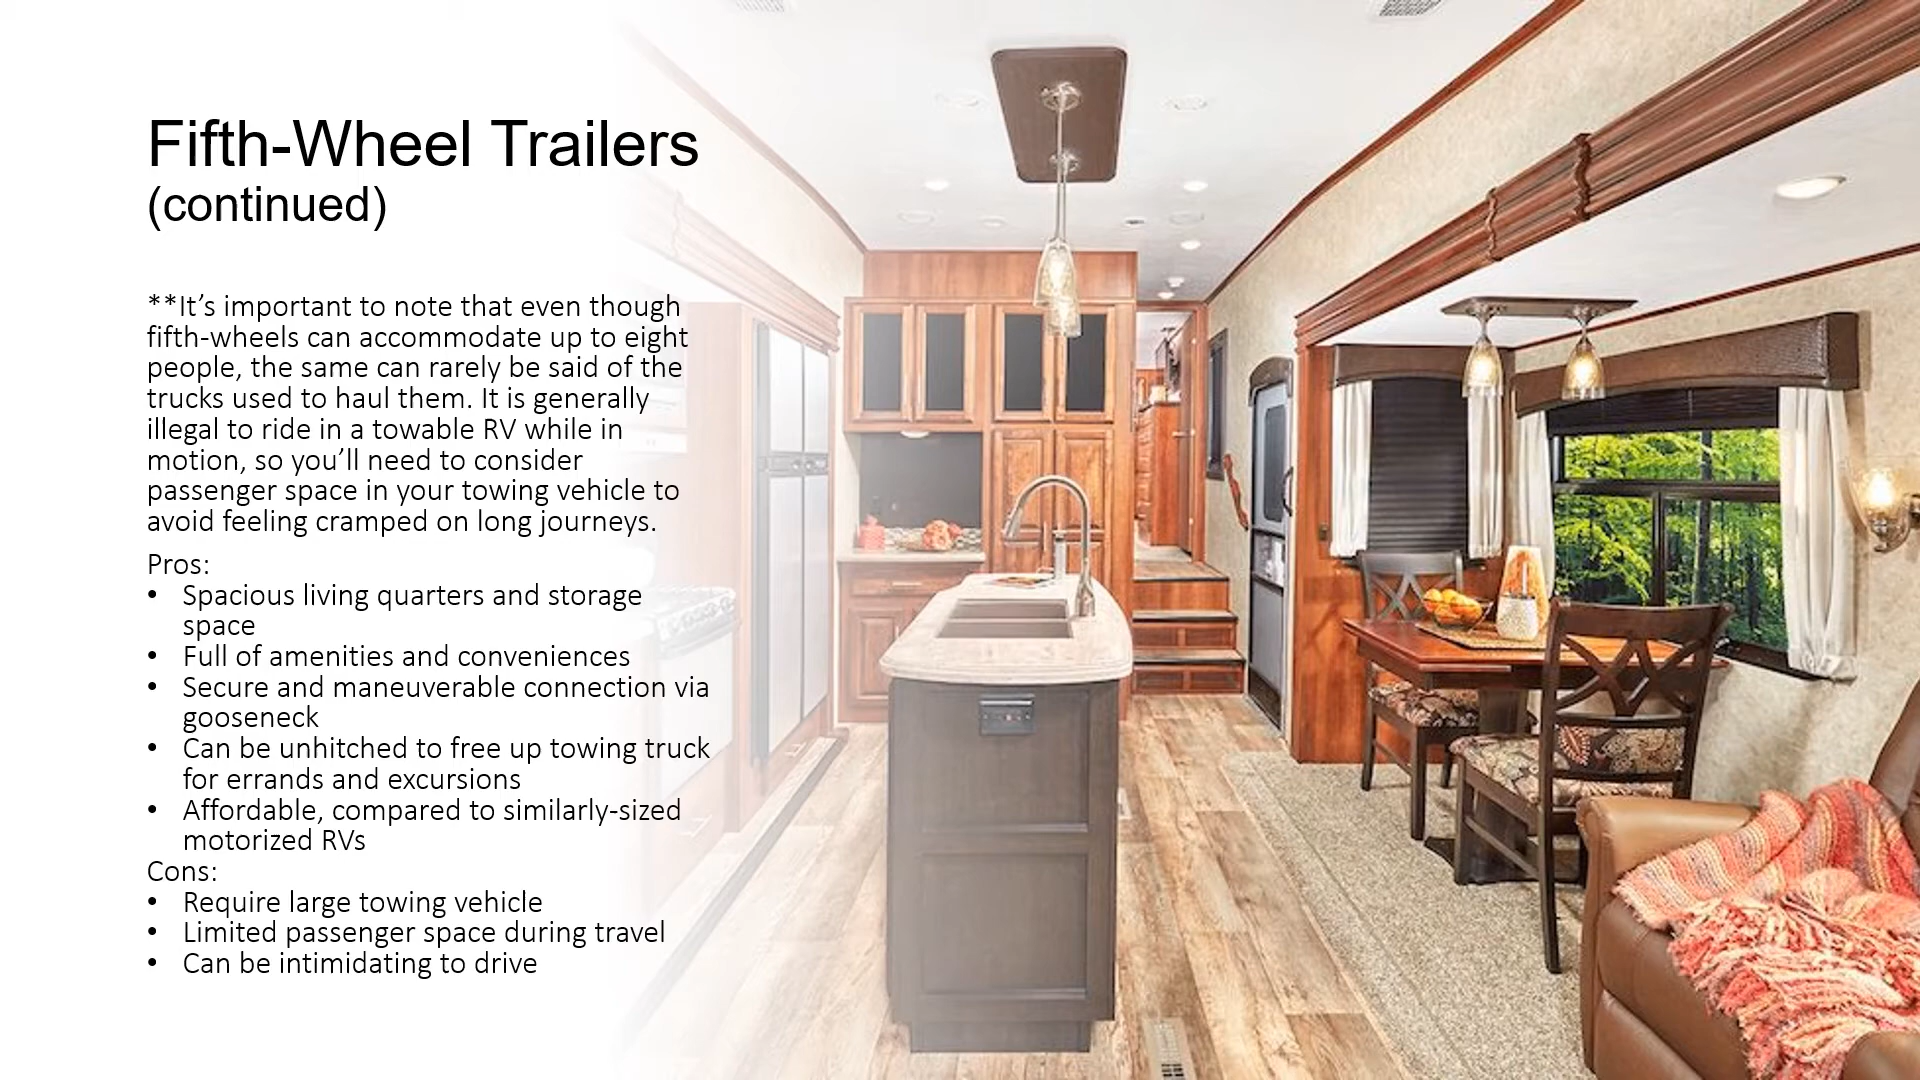 Fifth-Wheel Trailers
(continued)
**It’s important to note that even though
fifth-wheels can accommodate up to eight
people, the same can rarely be said of the
trucks used to haul them. It is generally
illegal to ride in a towable RV while in
motion, so you’ll need to consider
passenger space in your towing vehicle to
avoid feeling cramped on long journeys.
Pros:
• Spacious living quarters and storage
space
• Full of amenities and conveniences
• Secure and maneuverable connection via
gooseneck
• Can be unhitched to free up towing truck
for errands and excursions
• Affordable, compared to similarly-sized
motorized RVs
Cons:
• Require large towing vehicle
• Limited passenger space during travel
• Can be intimidating to drive